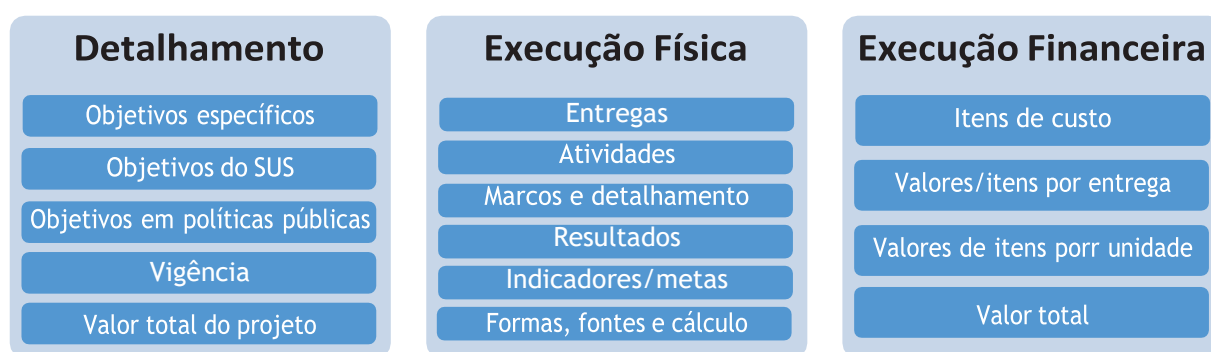 Detalhamento
Objetivos específicos
Objetivos do SUS
Objetivos em políticas públicas
Vigência
Valor total do projeto
Execução Física
Entregas
Atividades
Marcos e detalhamento
Resultados
Indicadores/metas
Formas, fontes e cálculo
Execução Financeira
Itens de custo
Valores/itens por entrega
Valores de itens porr unidade
Valor total